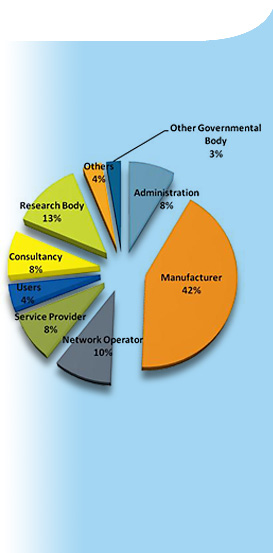 Other Governmental
Body
3%
Others
4%
Administration
8%
Research Body
13%
Consultancy
8%
Manufacturer
42%
Users
4%
Service Provider
8%
Network Operator
10%